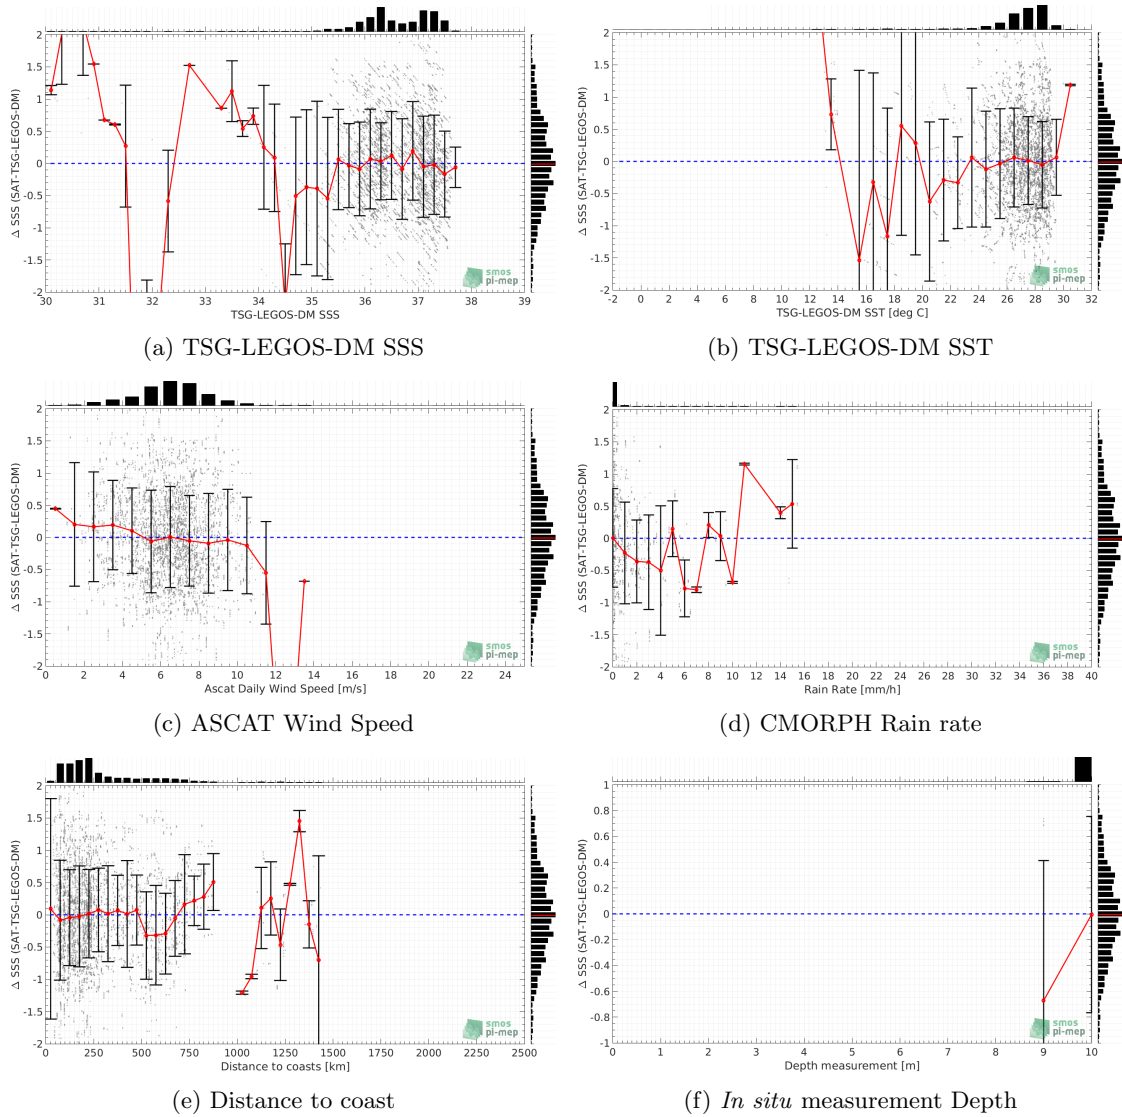 2
1.5
1
0.5
0
-0.5
-1
-1.5
-2
Δ SSS (SAT-TSG-LEGOS-DM)
30 31 32 33 34 35 36 37 38 39
TSG-LEGOS-DM SSS
smos
pi-mep
(a) TSG-LEGOS-DM SSS
2
1.5
1
0.5
0
-0.5
-1
-1.5
-2
Δ SSS (SAT-TSG-LEGOS-DM)
-2 0 2 4 6 8 10 12 14 16 18 20 22 24 26 28 30 32
TSG-LEGOS-DM SST [deg C]
smos
pi-mep
(b) TSG-LEGOS-DM SST
2
1.5
1
0.5
0
-0.5
-1
-1.5
-2
Δ SSS (SAT-TSG-LEGOS-DM)
0 2 4 6 8 10 12 14 16 18 20 22 24
Ascat Daily Wind Speed [m/s]
smos
pi-mep
(c) ASCAT Wind Speed
2
1.5
1
0.5
0
-0.5
-1
-1.5
-2
Δ SSS (SAT-TSG-LEGOS-DM)
0 2 4 6 8 10 12 14 16 18 20 22 24 26 28 30 32 34 36 38 40
Rain Rate [mm/h]
smos
pi-mep
(d) CMORPH Rain rate
2
1.5
1
0.5
0
-0.5
-1
-1.5
-2
Δ SSS (SAT-TSG-LEGOS-DM)
0 250 500 750 1000 1250 1500 1750 2000 2250 2500
Distance to coasts [km]
smos
pi-mep
(e) Distance to coast
1
0.8
0.6
0.4
0.2
0
-0.2
-0.4
-0.6
-0.8
-1
Δ SSS (SAT-TSG-LEGOS-DM)
0 1 2 3 4 5 6 7 8 9 10
Depth measurement [m]
smos
pi-mep
(f) In situ measurement Depth